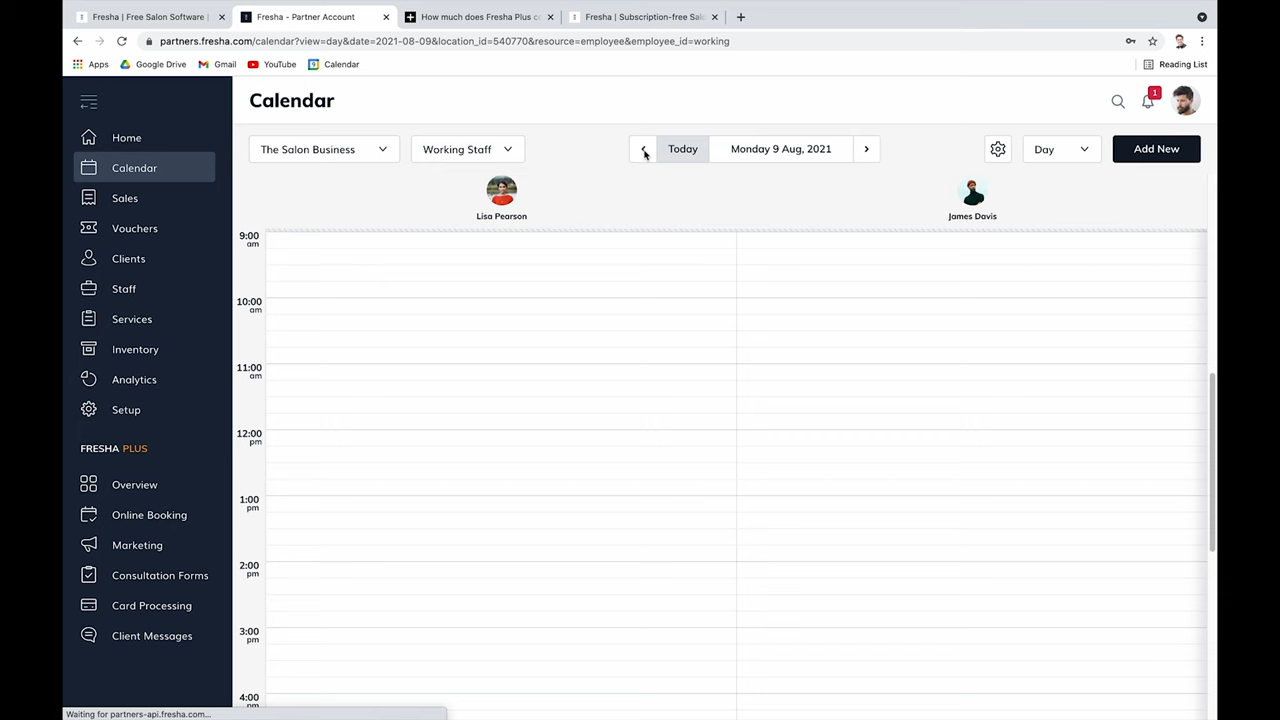 Fresha | Free Salon Software |
Fresha - Partner Account
How much does Fresha Plus co
Fresha | Subscription-free Sal
partners.fresha.com/calendar?view=day&date=2021-08-09&location_id=540770&resource=employee&employee_id=working
Apps
Google Drive
Gmail
YouTube
Calendar
Reading List
Calendar
1
Home
Calendar
Sales
Vouchers
Clients
Staff
Services
Inventory
Analytics
Setup
FRESHA PLUS
Overview
Online Booking
Marketing
Consultation Forms
Card Processing
Client Messages
The Salon Business
Working Staff
Today
Monday 9 Aug, 2021
Day
Add New
Lisa Pearson
James Davis
9:00
am
10:00
am
11:00
am
12:00
pm
1:00
pm
2:00
pm
3:00
pm
4:00
Waiting for partners-api.fresha.com...